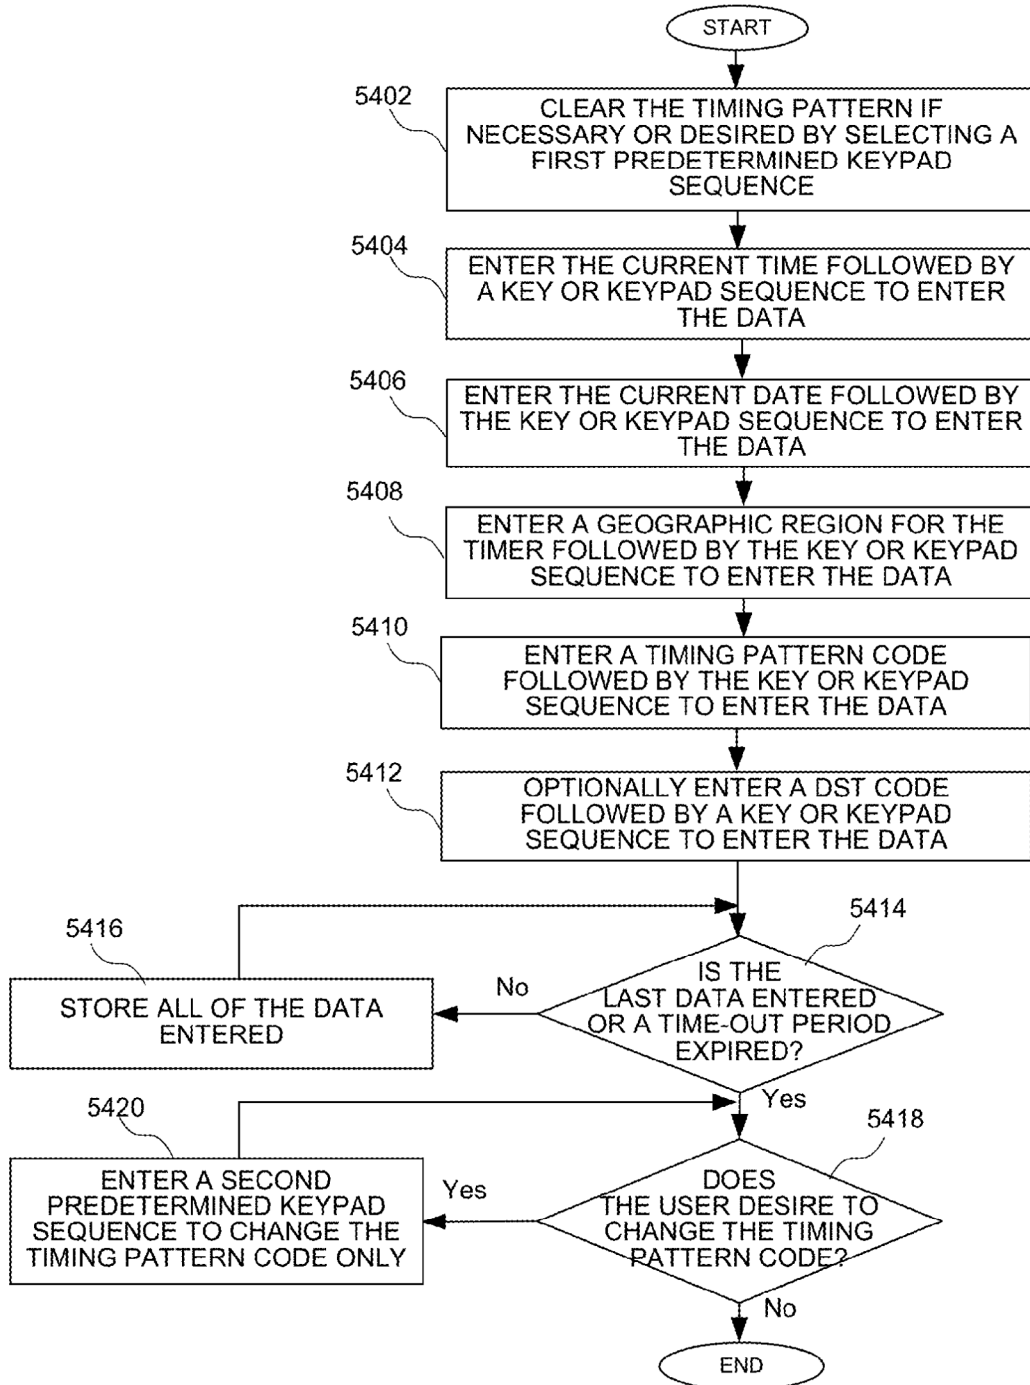 START
5402
CLEAR THE TIMING PATTERN IF
NECESSARY OR DESIRED BY SELECTING A
FIRST PREDETERMINED KEYPAD
SEQUENCE
5404
ENTER THE CURRENT TIME FOLLOWED BY
A KEY OR KEYPAD SEQUENCE TO ENTER
THE DATA
5406
ENTER THE CURRENT DATE FOLLOWED BY
THE KEY OR KEYPAD SEQUENCE TO ENTER
THE DATA
5408
ENTER A GEOGRAPHIC REGION FOR THE
TIMER FOLLOWED BY THE KEY OR KEYPAD
SEQUENCE TO ENTER THE DATA
5410
ENTER A TIMING PATTERN CODE
FOLLOWED BY THE KEY OR KEYPAD
SEQUENCE TO ENTER THE DATA
5412
OPTIONALLY ENTER A DST CODE
FOLLOWED BY A KEY OR KEYPAD
SEQUENCE TO ENTER THE DATA
5414
IS THE
LAST DATA ENTERED
OR A TIME-OUT PERIOD
EXPIRED?
No
5416
STORE ALL OF THE DATA
ENTERED
Yes
5418
DOES
THE USER DESIRE TO
CHANGE THE TIMING
PATTERN CODE?
Yes
5420
ENTER A SECOND
PREDETERMINED KEYPAD
SEQUENCE TO CHANGE THE
TIMING PATTERN CODE ONLY
No
END